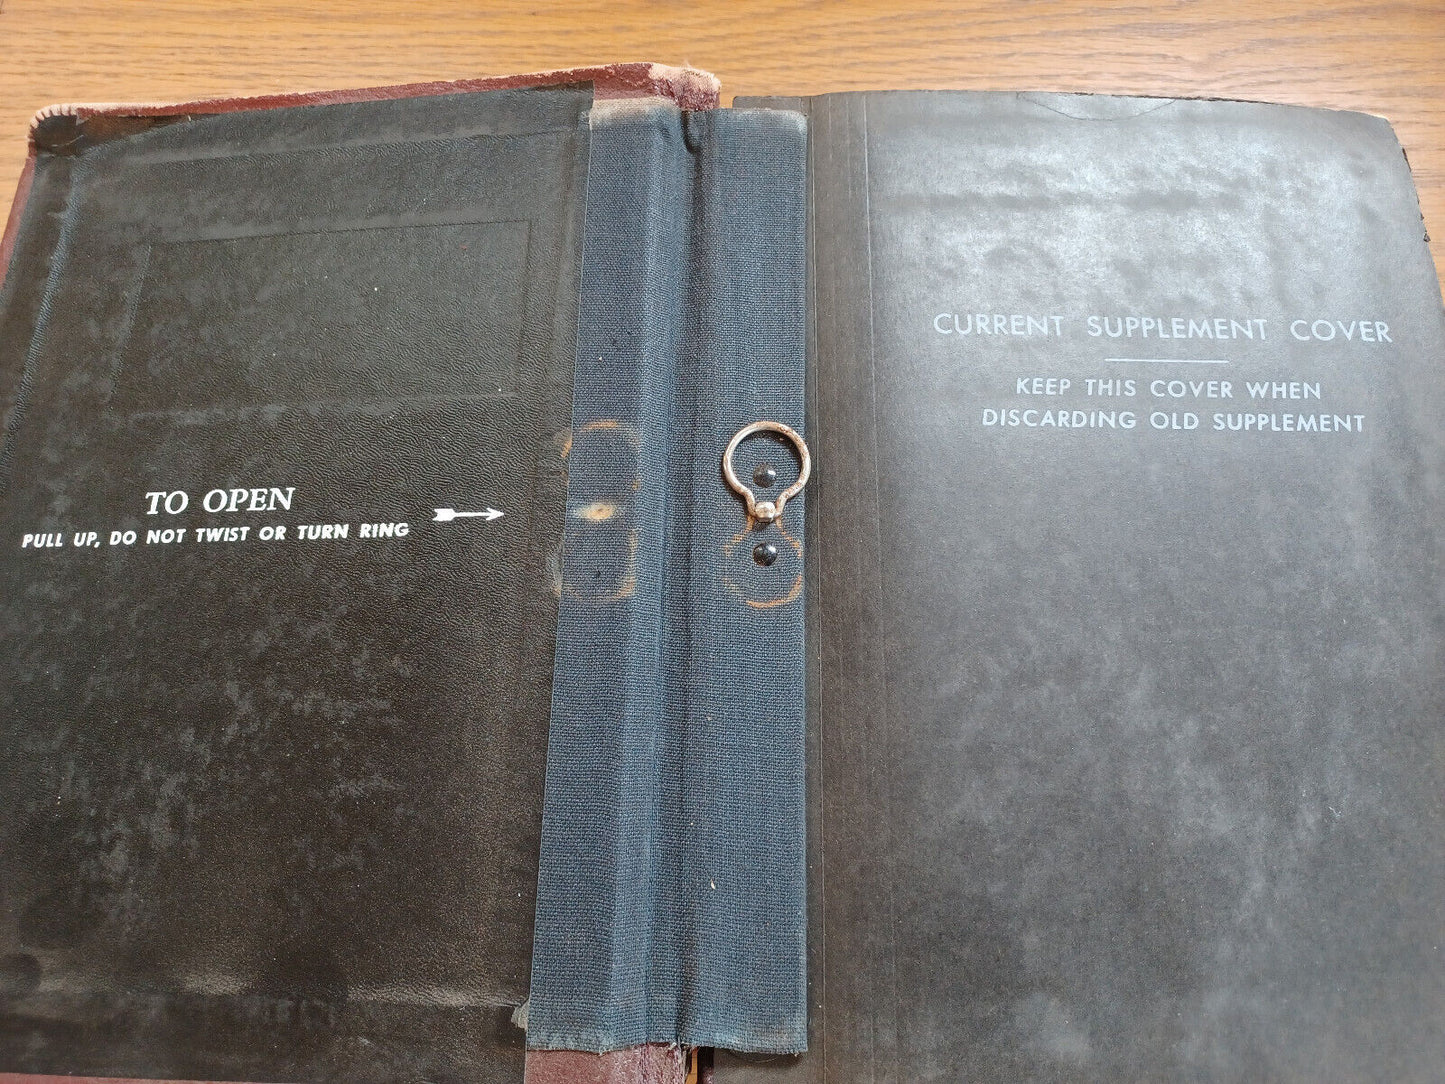 TO OPEN
PULL UP, DO NOT TWIST OR TURN RING
CURRENT SUPPLEMENT COVER
KEEP THIS COVER WHEN
DISCARDING OLD SUPPLEMENT